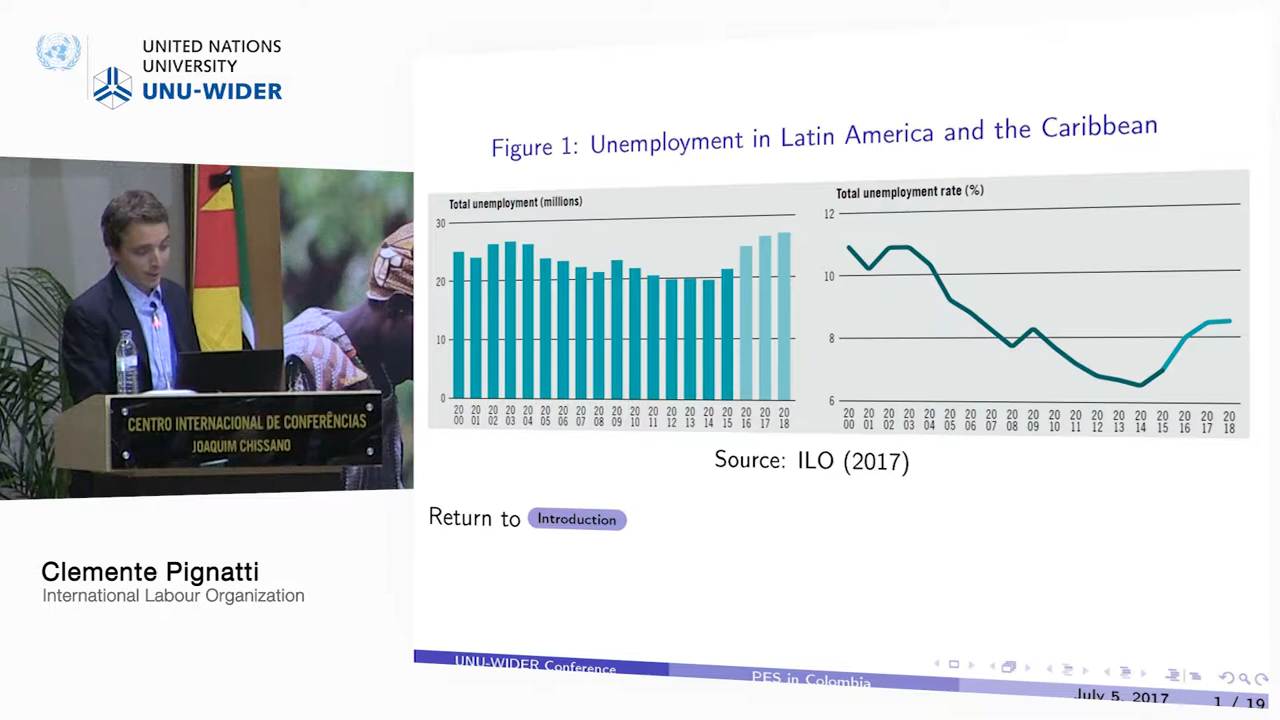 UNITED NATIONS
UNIVERSITY
UNU-WIDER
CENTRO INTERNACIONAL DE CONFERÊNCIAS
JOAQUIM CHISSANO
Clemente Pignatti
International Labour Organization
Figure 1: Unemployment in Latin America and the Caribbean
Total unemployment (millions)
30
20
10
0
20 20 20 20 20 20 20 20 20 20 20 20 20 20 20 20 20 20 20
00 01 02 03 04 05 06 07 08 09 10 11 12 13 14 15 16 17 18
Total unemployment rate (%)
12
10
8
6
20 20 20 20 20 20 20 20 20 20 20 20 20 20 20 20 20 20 20
00 01 02 03 04 05 06 07 08 09 10 11 12 13 14 15 16 17 18
Source: ILO (2017)
Return to Introduction
UNU-WIDER Conference
PES in Colombia
July 5, 2017
1 / 19